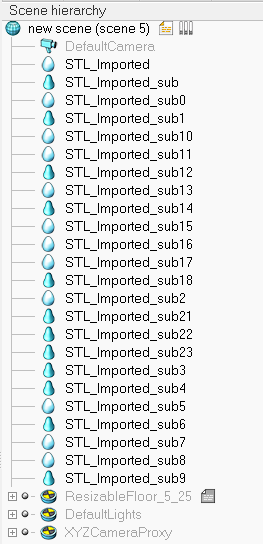 Scene hierarchy
new scene (scene 5)
DefaultCamera
STL_Imported
STL_Imported_sub
STL_Imported_sub0
STL_Imported_sub1
STL_Imported_sub10
STL_Imported_sub11
STL_Imported_sub12
STL_Imported_sub13
STL_Imported_sub14
STL_Imported_sub15
STL_Imported_sub16
STL_Imported_sub17
STL_Imported_sub18
STL_Imported_sub2
STL_Imported_sub21
STL_Imported_sub22
STL_Imported_sub23
STL_Imported_sub3
STL_Imported_sub4
STL_Imported_sub5
STL_Imported_sub6
STL_Imported_sub7
STL_Imported_sub8
STL_Imported_sub9
ResizableFloor_5_25
DefaultLights
XYZCameraProxy